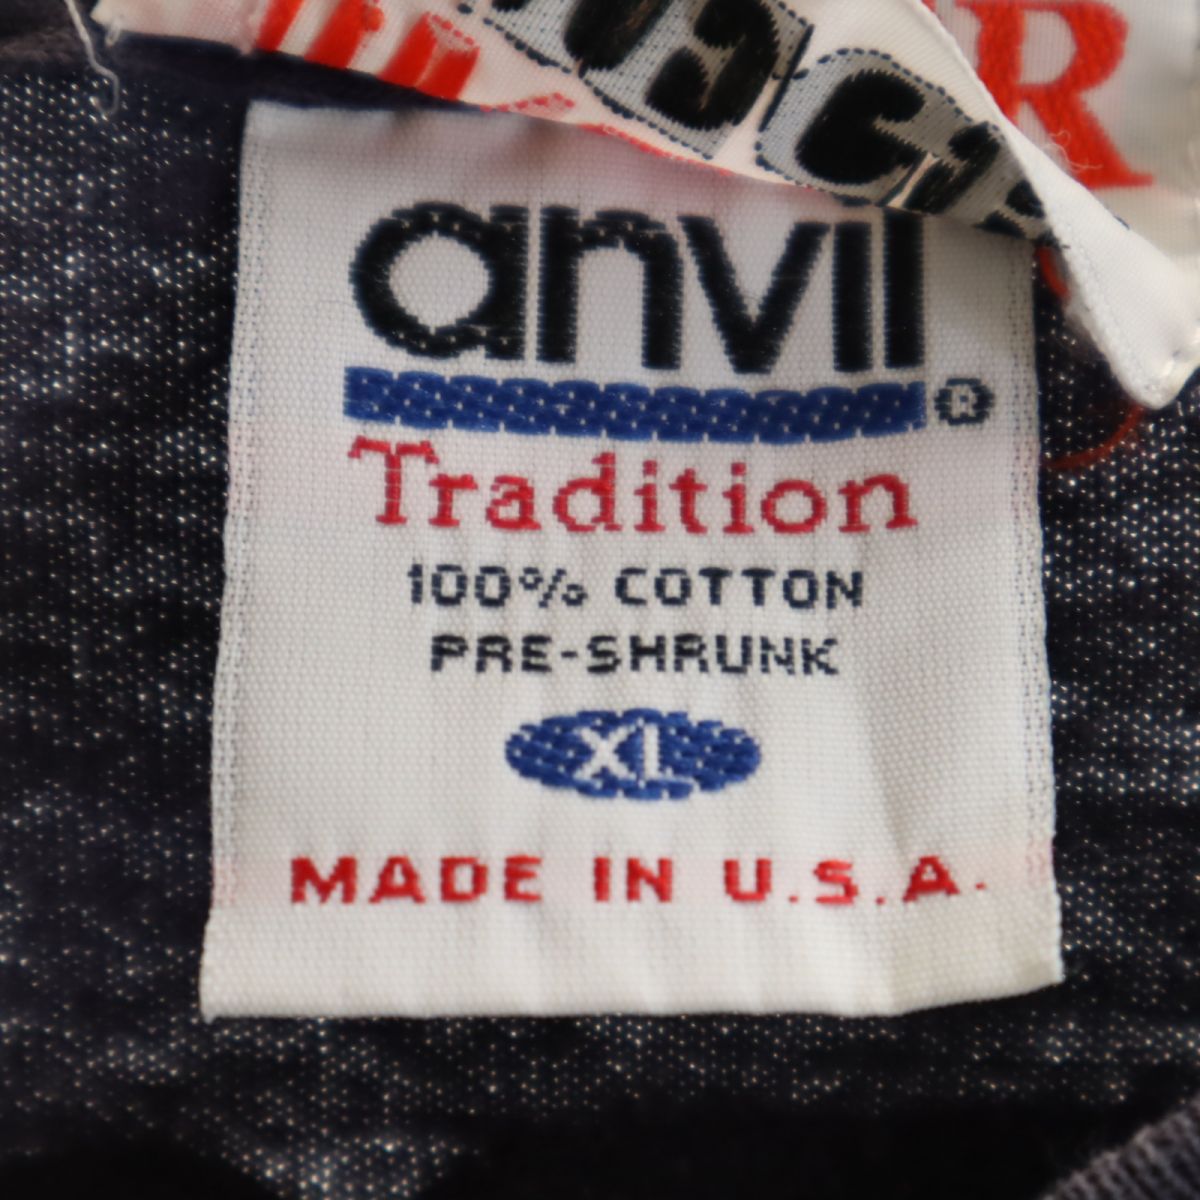 R
anvil ®
Tradition
100% COTTON
PRE-SHRUNK
XL
MADE IN U.S.A.